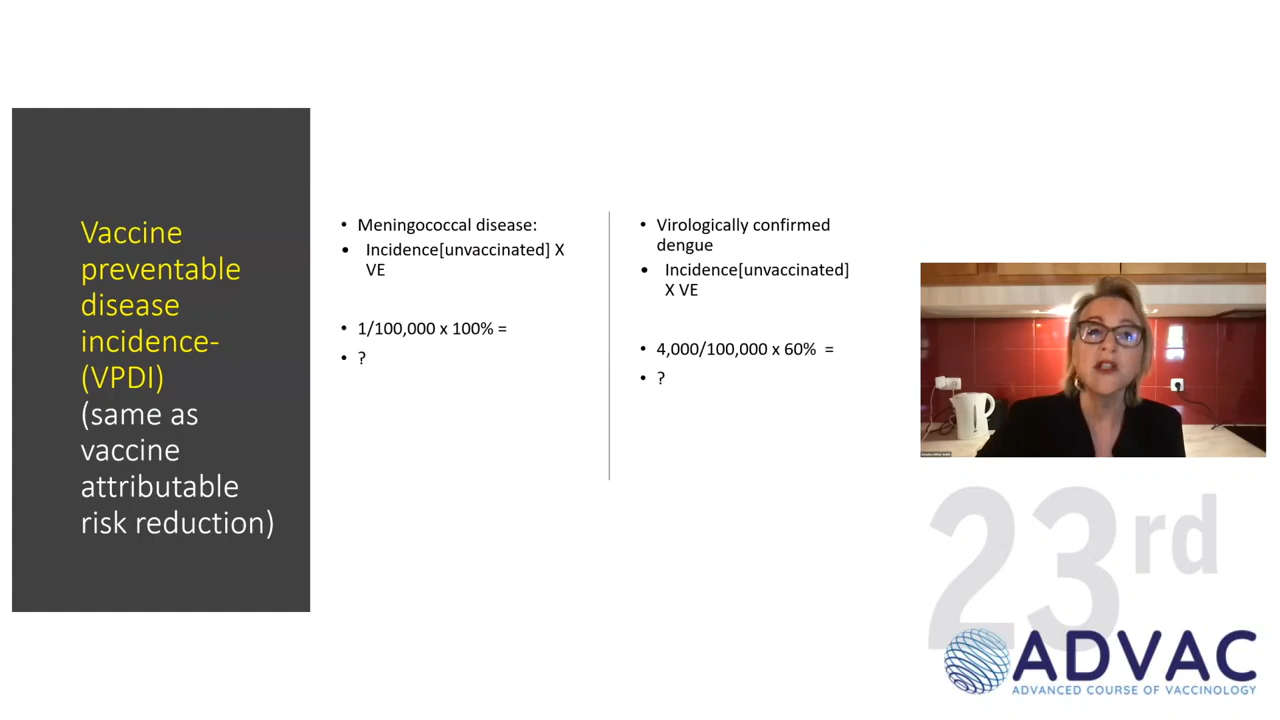 Vaccine
preventable
disease
incidence-
(VPDI)
(same as
vaccine
attributable
risk reduction)
• Meningococcal disease:
• Incidence[unvaccinated] X
VE
• 1/100,000 x 100% =
• ?
• Virologically confirmed
dengue
• Incidence[unvaccinated]
X VE
• 4,000/100,000 x 60% =
• ?
23rd
ADVAC
ADVANCED COURSE OF VACCINOLOGY